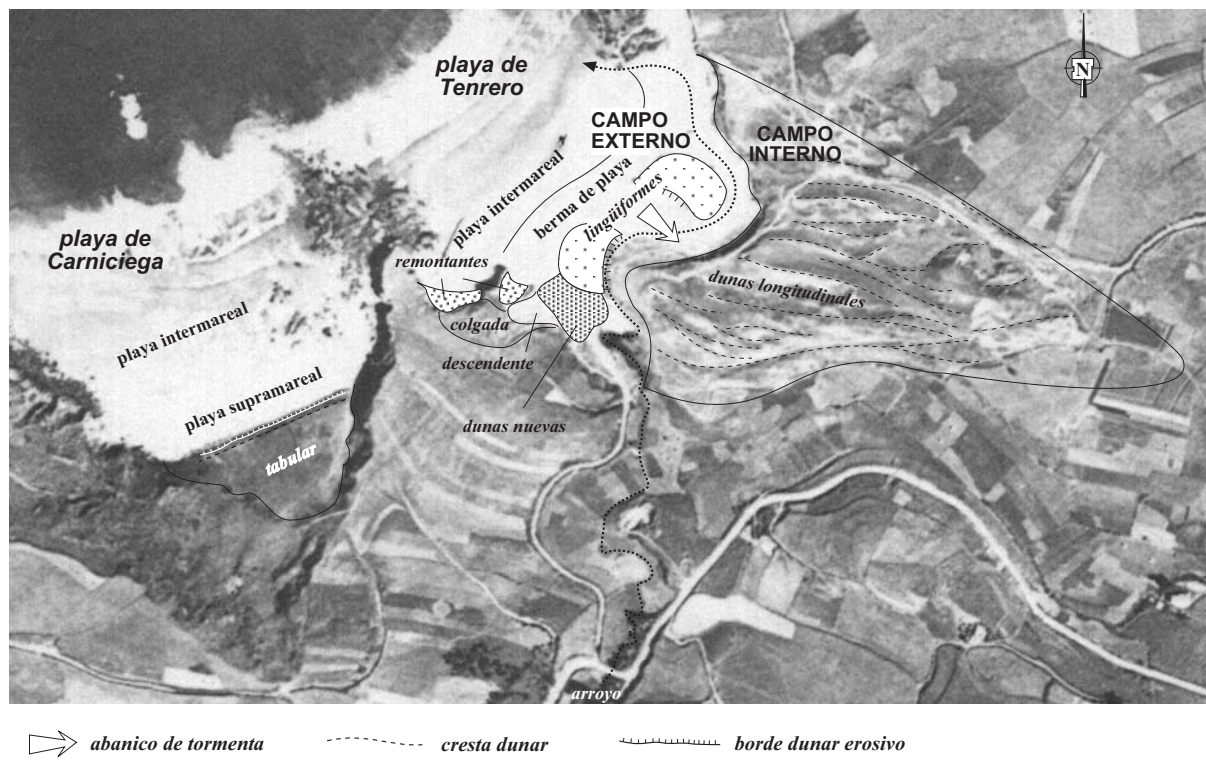 playa de
Tenrero
N
CAMPO
EXTERNO
CAMPO
INTERNO
playa intermareal
berma de playa
lingüiformes
playa de
Carniciega
remontantes
dunas longitudinales
colgada
descendente
playa intermareal
playa supramareal
dunas nuevas
tabular
arroyo
abanico de tormenta
cresta dunar
borde dunar erosivo